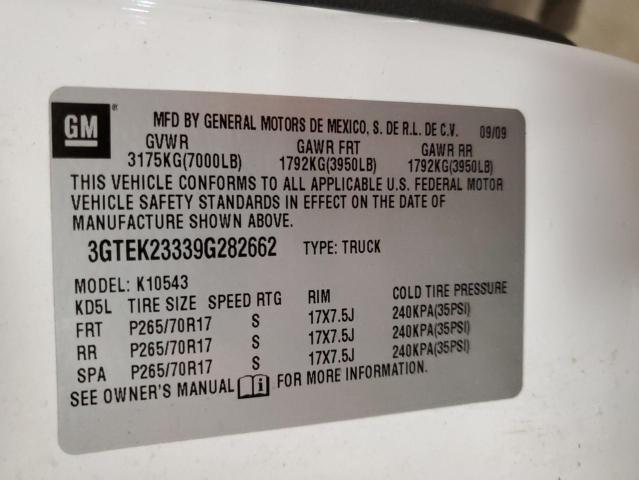 GM ® MFD BY GENERAL MOTORS DE MEXICO, S. DE R.L. DE C.V. 09/09
GVWR GAWR FRT GAWR RR
3175KG(7000LB) 1792KG(3950LB) 1792KG(3950LB)
THIS VEHICLE CONFORMS TO ALL APPLICABLE U.S. FEDERAL MOTOR
VEHICLE SAFETY STANDARDS IN EFFECT ON THE DATE OF
MANUFACTURE SHOWN ABOVE.
3GTEK23339G282662 TYPE: TRUCK
MODEL: K10543
KD5L TIRE SIZE SPEED RTG RIM COLD TIRE PRESSURE
FRT P265/70R17 S 17X7.5J 240KPA(35PSI)
RR P265/70R17 S 17X7.5J 240KPA(35PSI)
SPA P265/70R17 S 17X7.5J 240KPA(35PSI)
SEE OWNER'S MANUAL i FOR MORE INFORMATION.